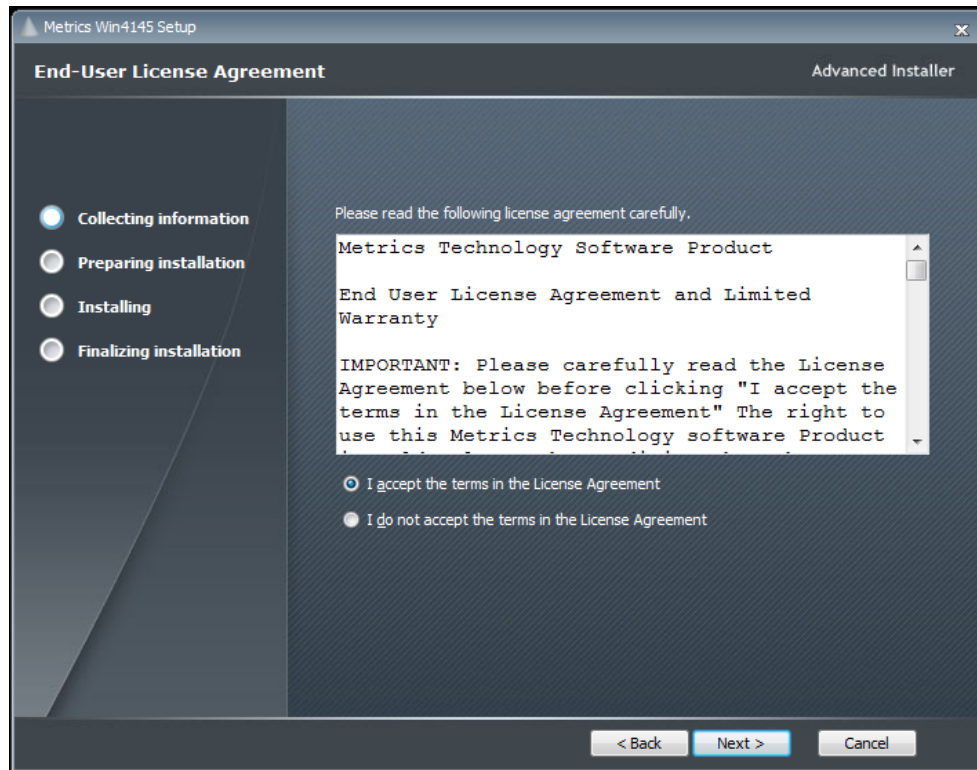 Metrics Win4145 Setup
End-User License Agreement
Advanced Installer
Collecting information
Preparing installation
Installing
Finalizing installation
Please read the following license agreement carefully.
Metrics Technology Software Product
End User License Agreement and Limited
Warranty
IMPORTANT: Please carefully read the License
Agreement below before clicking "I accept the
terms in the License Agreement" The right to
use this Metrics Technology software Product
I accept the terms in the License Agreement
I do not accept the terms in the License Agreement
< Back
Next >
Cancel